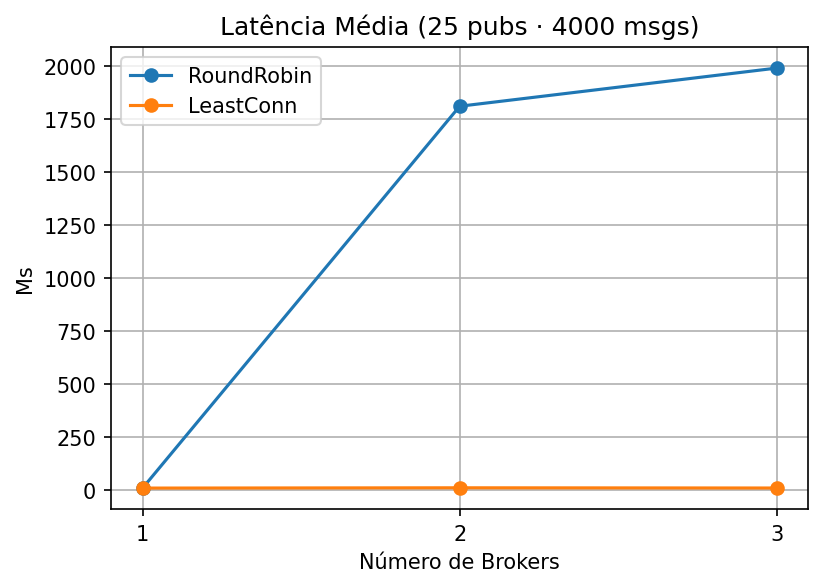 Latência Média (25 pubs · 4000 msgs)
RoundRobin
LeastConn
2000
1750
1500
1250
1000
750
500
250
0
Ms
1 2 3
Número de Brokers